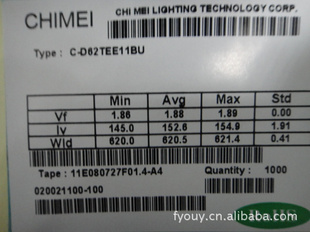 CHIMEI
CHI MEI LIGHTING TECHNOLOGY CORP.
Type : C-D62TEE11BU
Min Avg Max Std
Vf 1.86 1.88 1.89 0.00
Iv 145.0 152.6 154.9 1.91
Wld 620.0 620.5 621.4 0.41
Tape : 11E080727F01.4-A4
Quantity : 1000
020021100-100
www.fyouy.cn.alibaba.com